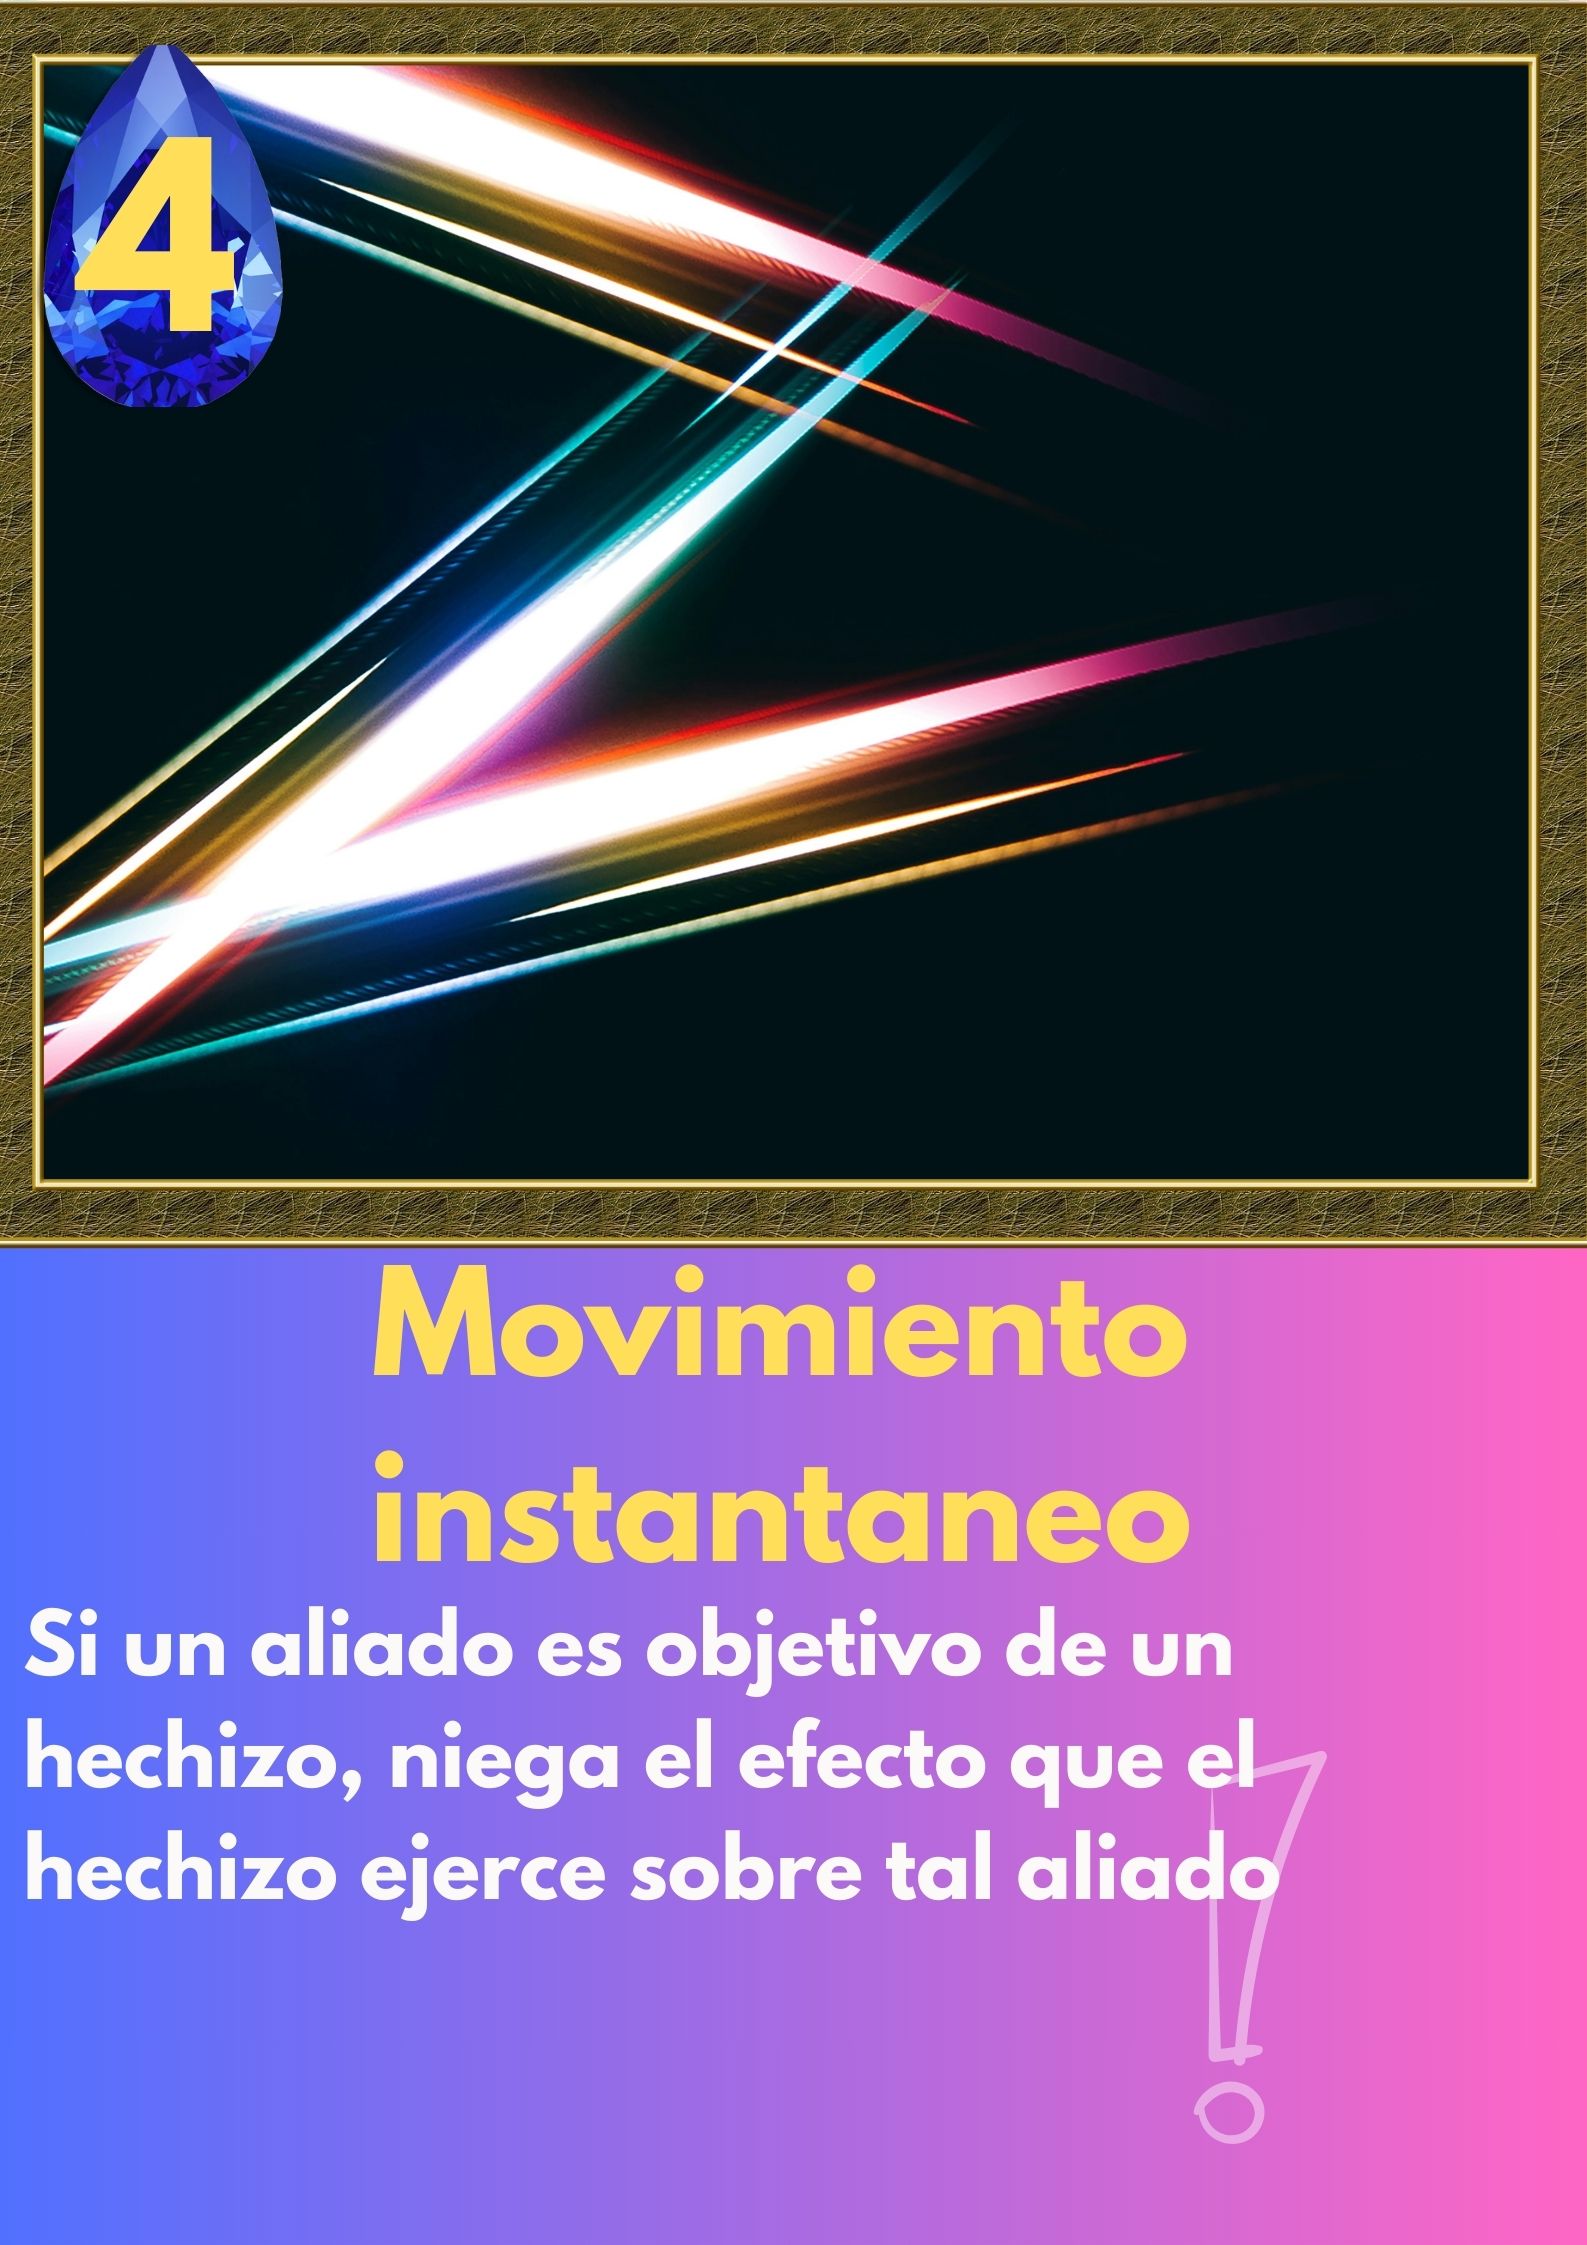 4
Movimiento
instantaneo
Si un aliado es objetivo de un
hechizo, niega el efecto que el
hechizo ejerce sobre tal aliado
!